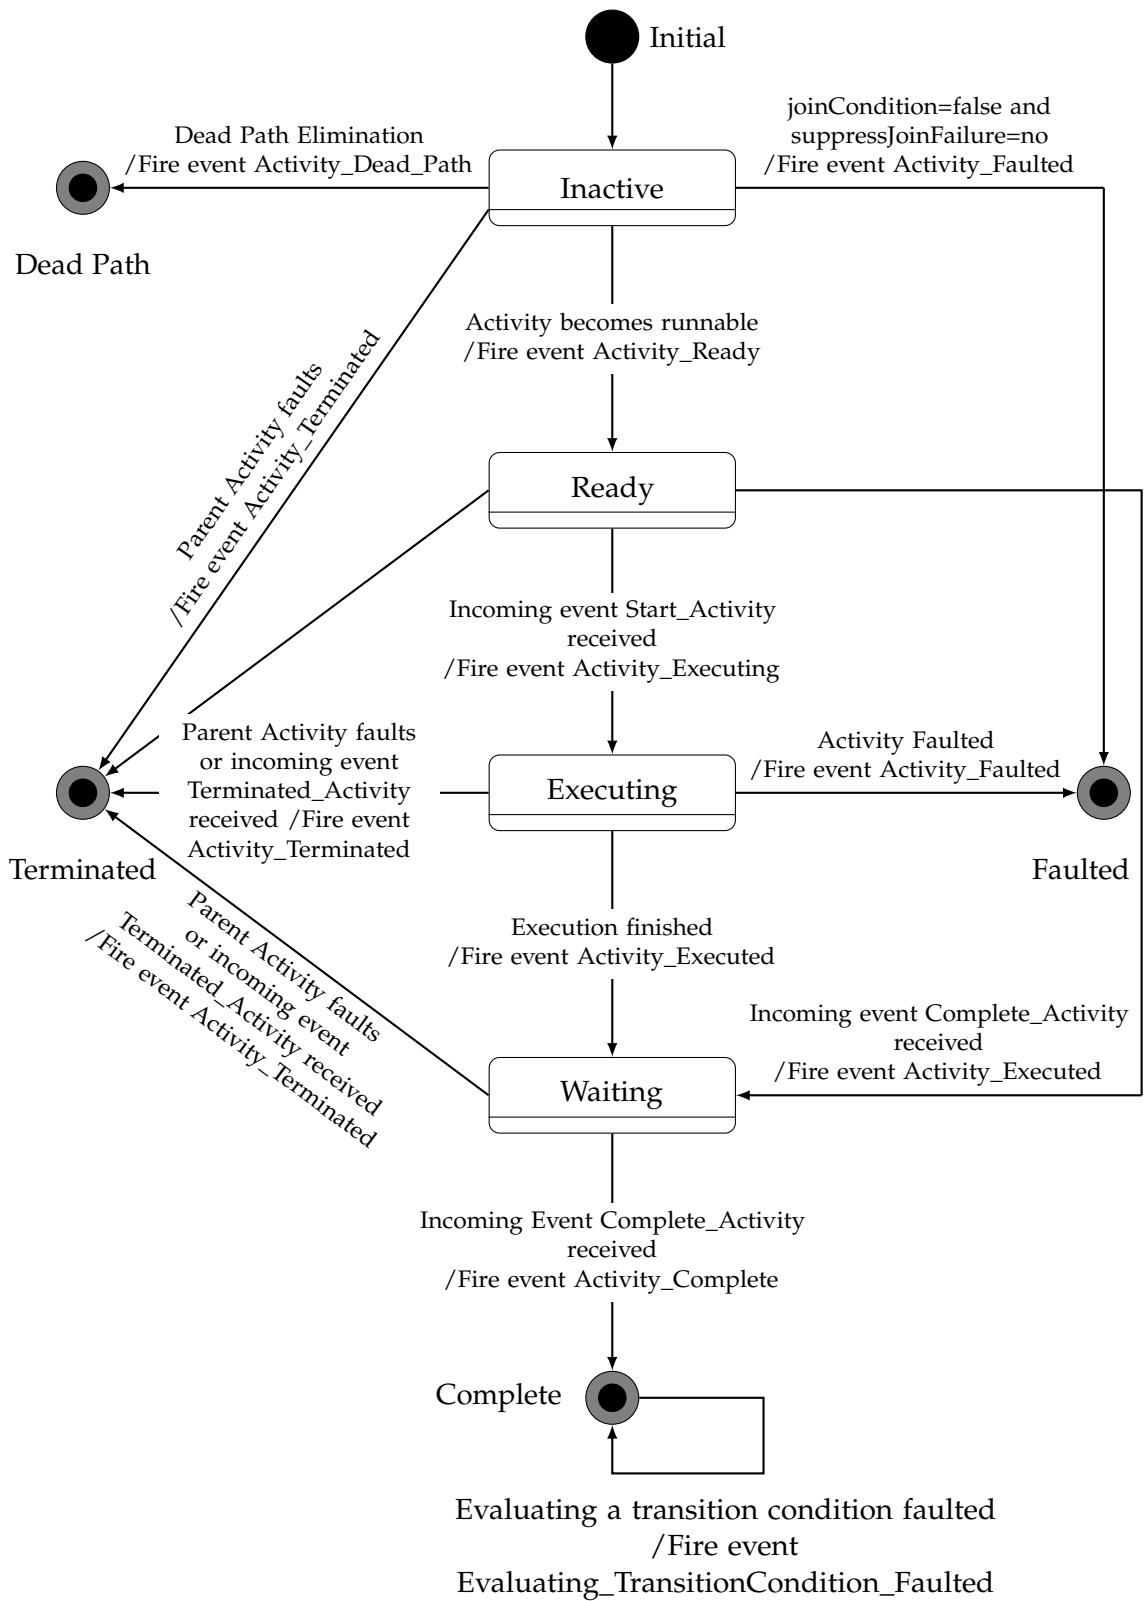 Initial
joinCondition=false and
suppressJoinFailure=no
/Fire event Activity_Faulted
Dead Path Elimination
/Fire event Activity_Dead_Path
Inactive
Dead Path
Activity becomes runnable
/Fire event Activity_Ready
Parent Activity faults
/Fire event Activity_Terminated
Ready
Incoming event Start_Activity
received
/Fire event Activity_Executing
Parent Activity faults
or incoming event
Terminated_Activity
received /Fire event
Activity_Terminated
Executing
Activity Faulted
/Fire event Activity_Faulted
Terminated
Faulted
Parent Activity faults
or incoming event
Terminated_Activity received
/Fire event Activity_Terminated
Execution finished
/Fire event Activity_Executed
Incoming event Complete_Activity
received
/Fire event Activity_Executed
Waiting
Incoming Event Complete_Activity
received
/Fire event Activity_Complete
Complete
Evaluating a transition condition faulted
/Fire event
Evaluating_TransitionCondition_Faulted